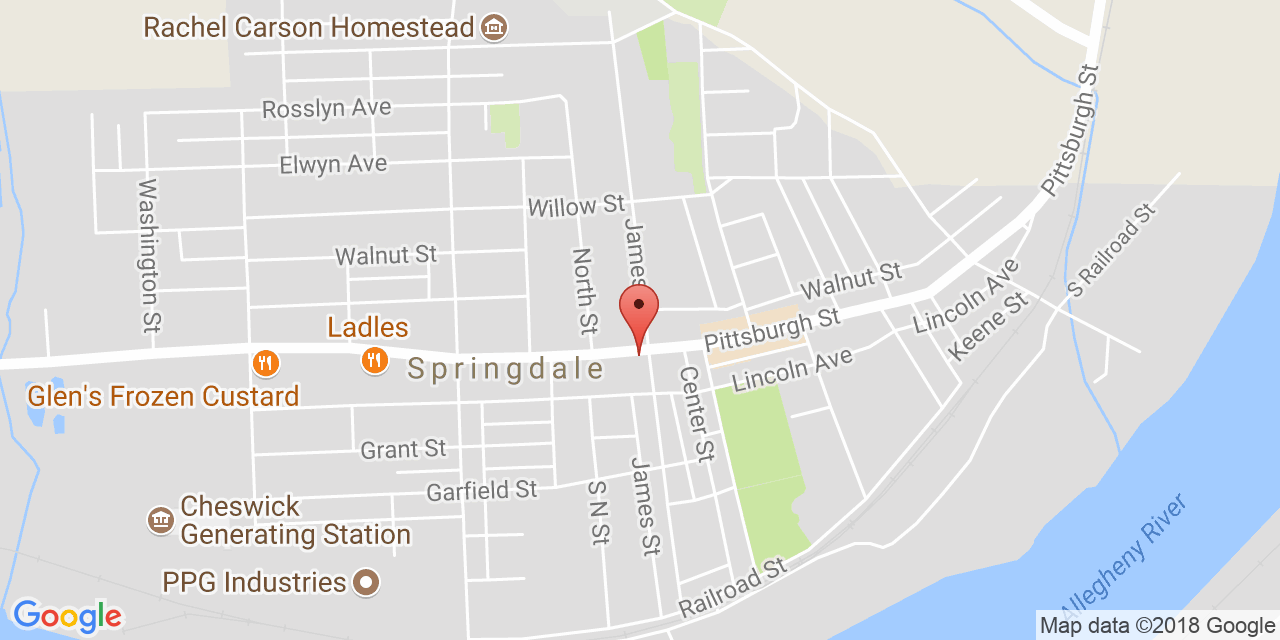 Rachel Carson Homestead
Rosslyn Ave
Elwyn Ave
Pittsburgh St
Washington St
Willow St
James
S Railroad St
Walnut St
North St
Walnut St
Lincoln Ave
Keene St
Ladles
Pittsburgh St
Springdale
Glen's Frozen Custard
Lincoln Ave
Center St
Grant St
Garfield St
James St
S N St
Cheswick
Generating Station
PPG Industries
Railroad St
Allegheny River
Google
Map data ©2018 Google